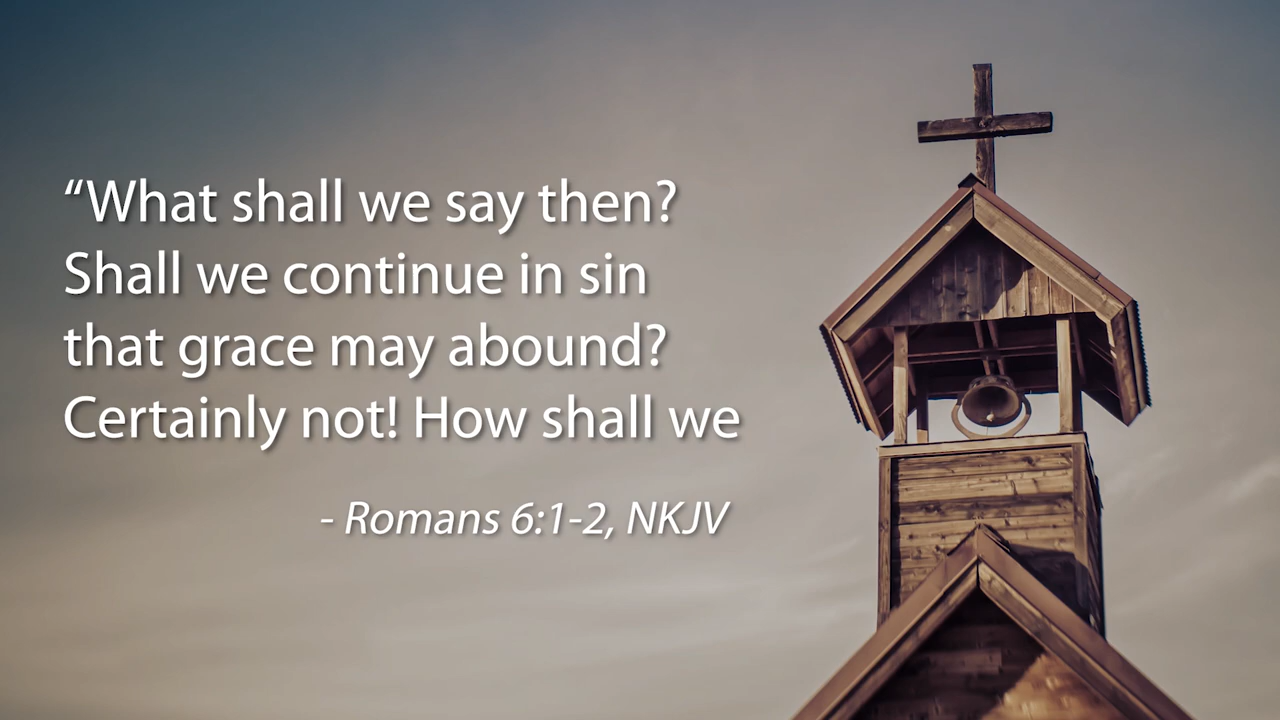 “What shall we say then?
Shall we continue in sin
that grace may abound?
Certainly not! How shall we
- Romans 6:1-2, NKJV